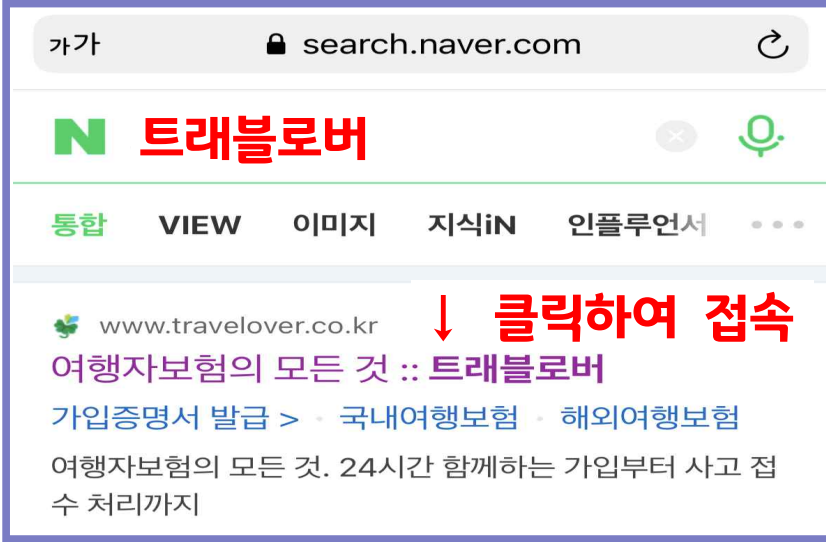 가가 search.naver.com
N 트래블로버
통합 VIEW 이미지 지식iN 인플루언서
↓ 클릭하여 접속
www.travelover.co.kr
여행자보험의 모든 것 :: 트래블로버
가입증명서 발급 > · 국내여행보험 · 해외여행보험
여행자보험의 모든 것. 24시간 함께하는 가입부터 사고 접
수 처리까지